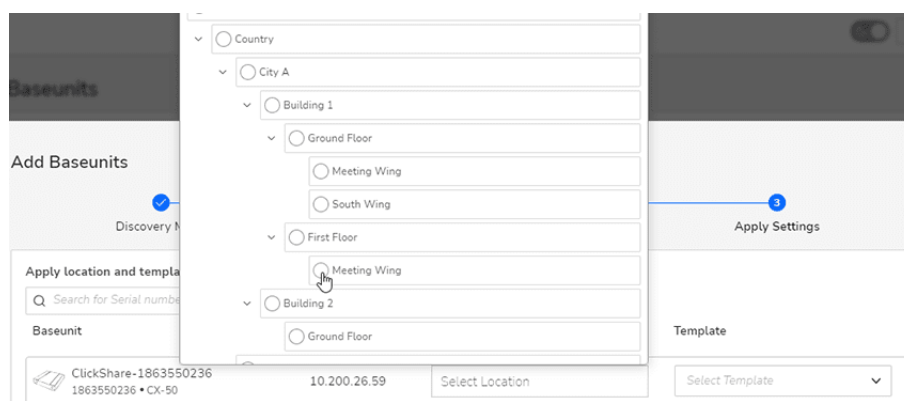 Country
City A
Baseunits
Building 1
Ground Floor
Add Baseunits
Meeting Wing
South Wing
3
Discovery
Apply Settings
First Floor
Apply location and
Meeting Wing
Search for Serial
Building 2
Baseunit
Template
Ground Floor
ClickShare-1863550236
1863550236 • CX-50
10.200.26.59
Select Location
Select Template